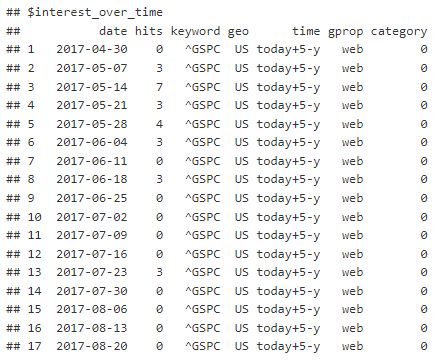 ## $interest_over_time
##          date hits keyword geo      time gprop category
## 1  2017-04-30    0   ^GSPC  US today+5-y   web        0
## 2  2017-05-07    3   ^GSPC  US today+5-y   web        0
## 3  2017-05-14    7   ^GSPC  US today+5-y   web        0
## 4  2017-05-21    3   ^GSPC  US today+5-y   web        0
## 5  2017-05-28    4   ^GSPC  US today+5-y   web        0
## 6  2017-06-04    3   ^GSPC  US today+5-y   web        0
## 7  2017-06-11    0   ^GSPC  US today+5-y   web        0
## 8  2017-06-18    3   ^GSPC  US today+5-y   web        0
## 9  2017-06-25    0   ^GSPC  US today+5-y   web        0
## 10 2017-07-02    0   ^GSPC  US today+5-y   web        0
## 11 2017-07-09    0   ^GSPC  US today+5-y   web        0
## 12 2017-07-16    0   ^GSPC  US today+5-y   web        0
## 13 2017-07-23    3   ^GSPC  US today+5-y   web        0
## 14 2017-07-30    0   ^GSPC  US today+5-y   web        0
## 15 2017-08-06    0   ^GSPC  US today+5-y   web        0
## 16 2017-08-13    0   ^GSPC  US today+5-y   web        0
## 17 2017-08-20    0   ^GSPC  US today+5-y   web        0